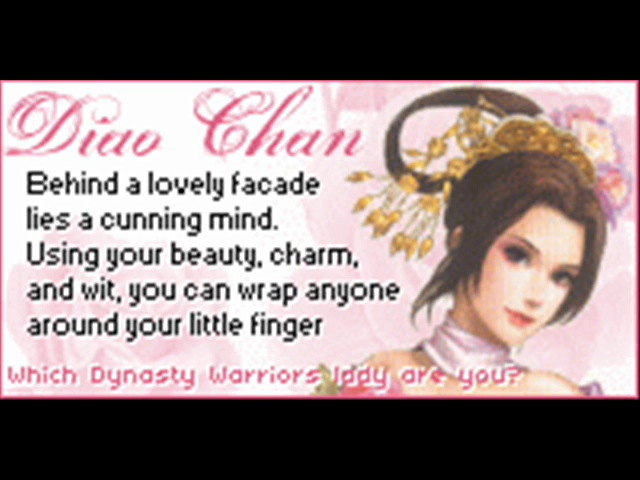 Diao Chan
Behind a lovely facade
lies a cunning mind.
Using your beauty, charm,
and wit, you can wrap anyone
around your little finger
Which Dynasty Warriors lady are you?